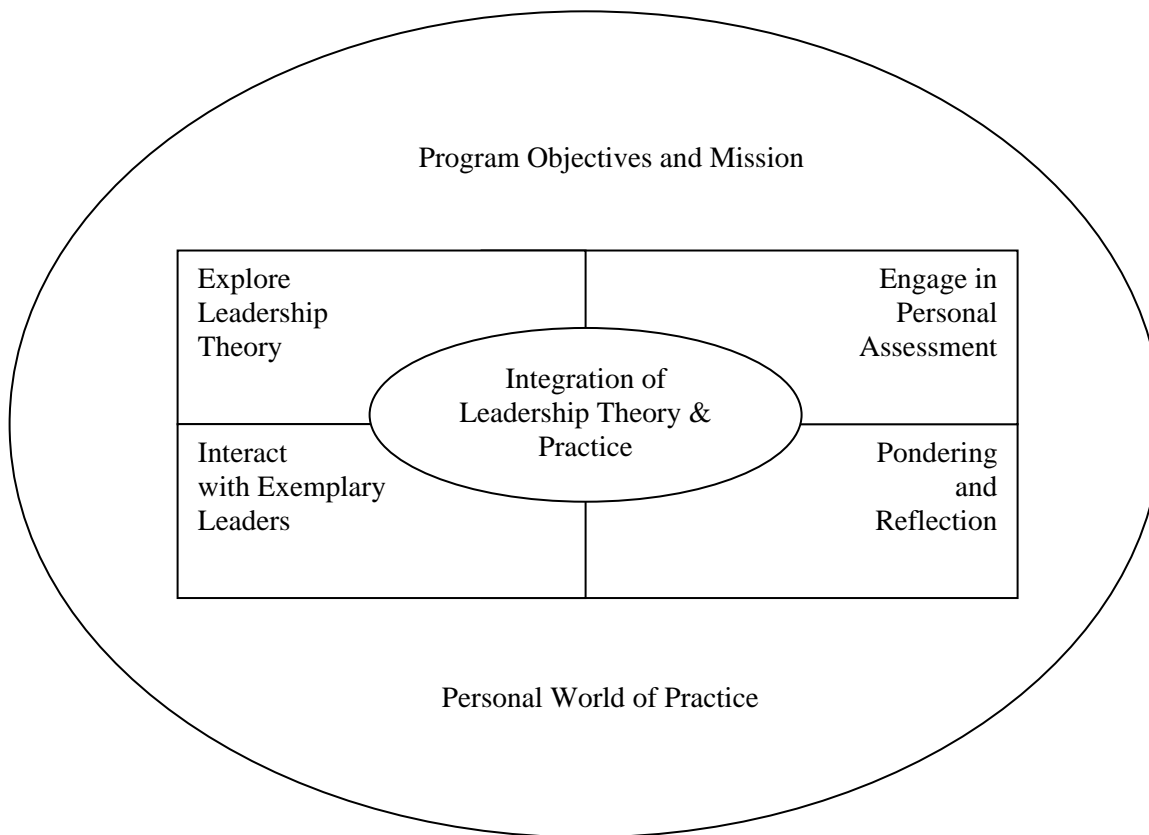 Program Objectives and Mission
Explore
Leadership
Theory
Engage in
Personal
Assessment
Integration of
Leadership Theory &
Practice
Interact
with Exemplary
Leaders
Pondering
and
Reflection
Personal World of Practice